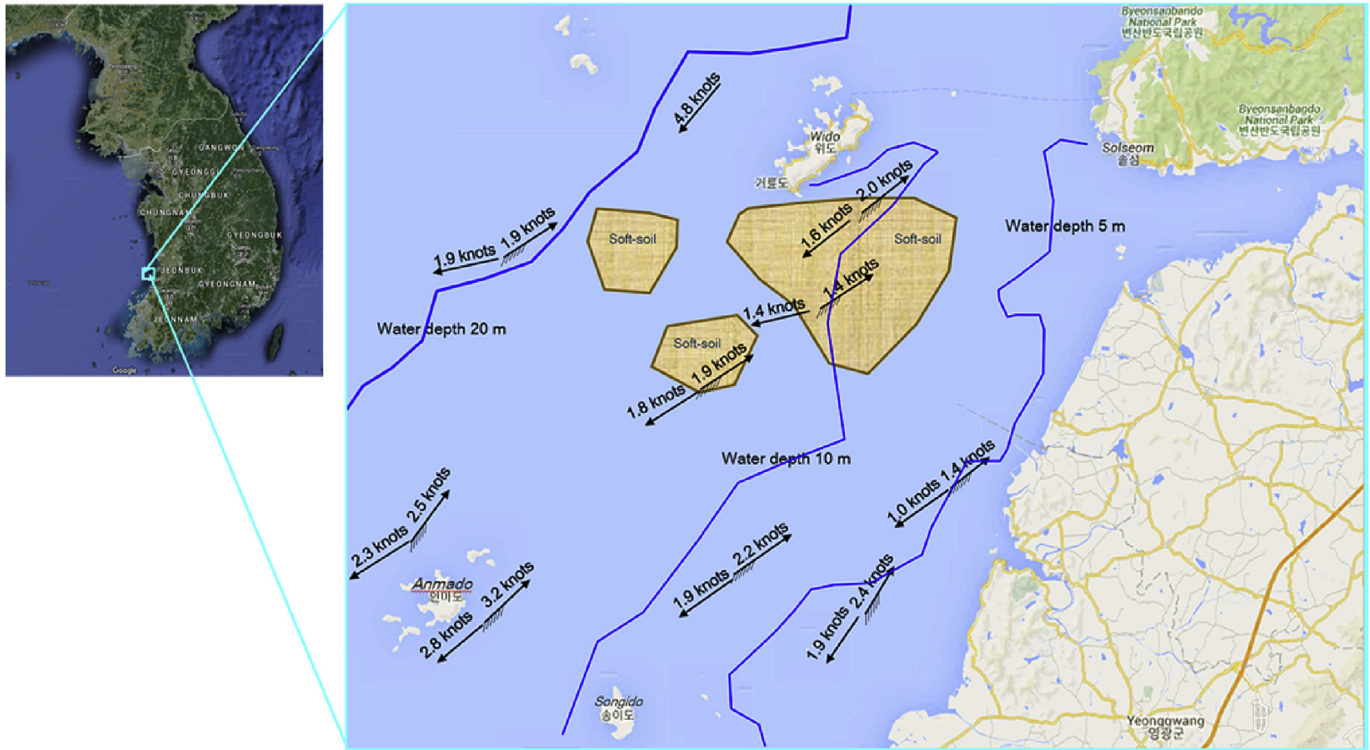 GANGWON
GYEONGGI
CHUNGBUK
CHUNGNAM
GYEONGBUK
JEONBUK
GYEONGNAM
JEONNAM
Google
Byeonsanbando
National Park
변산반도국립공원
Byeonsanbando
National Park
변산반도국립공원
4.8 knots
Wido
위도
거륜도
Solseom
솔섬
2.0 knots
1.6 knots
Soft-soil
Soft-soil
Water depth 5 m
1.9 knots
1.9 knots
1.4 knots
1.4 knots
Water depth 20 m
Soft-soil
1.9 knots
1.8 knots
Water depth 10 m
1.4 knots
1.0 knots
2.5 knots
2.3 knots
2.2 knots
1.9 knots
2.4 knots
1.9 knots
Anmado
안마도
3.2 knots
2.8 knots
Songido
송이도
Yeonggwang
영광군